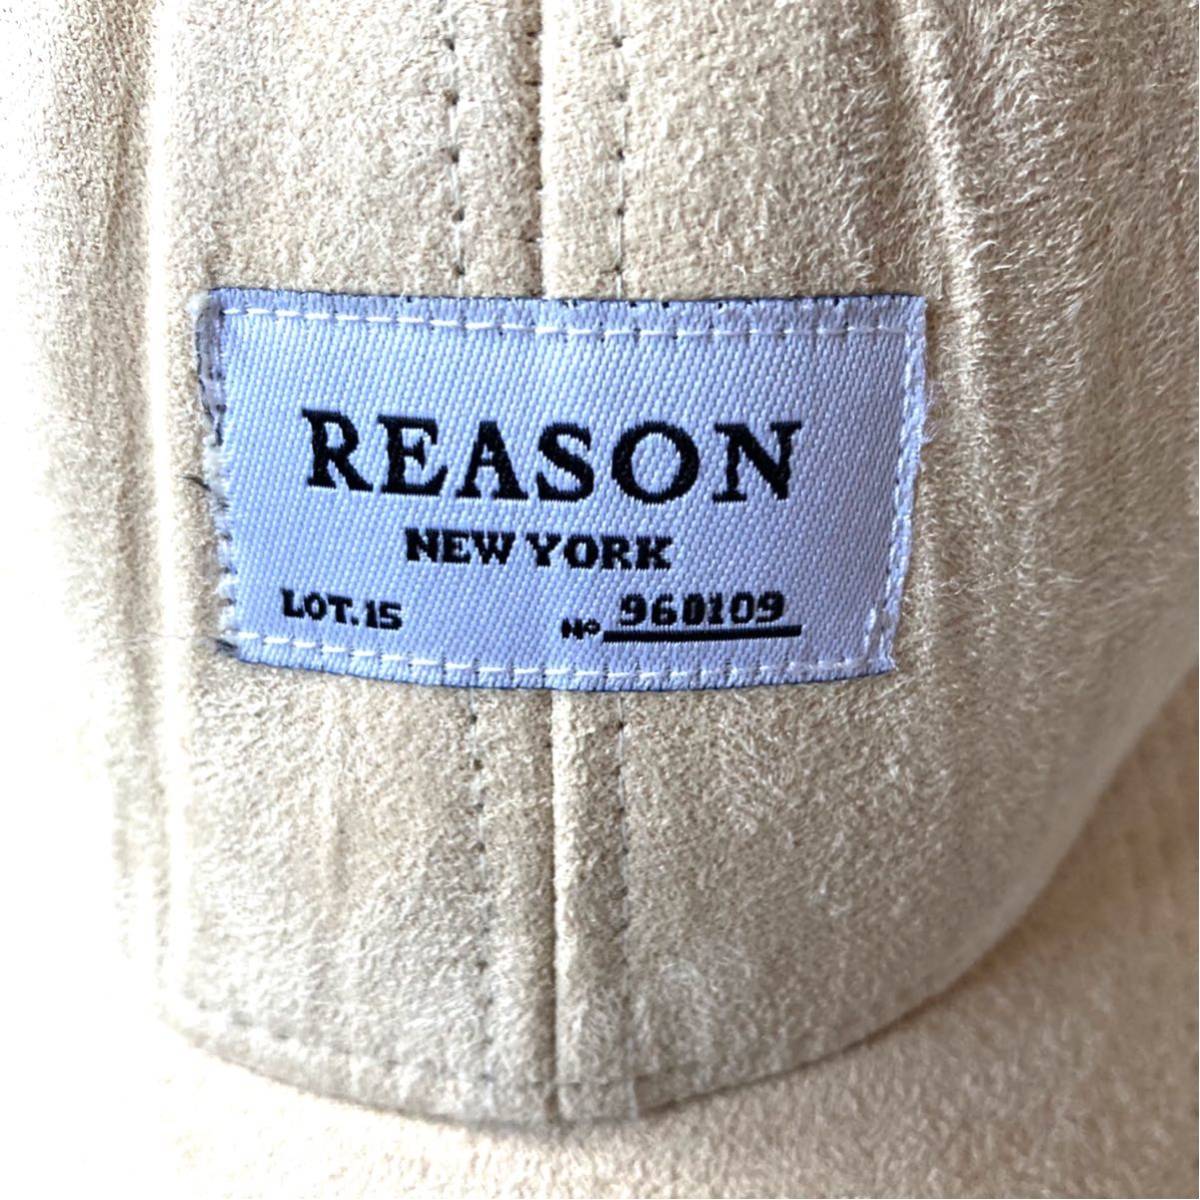 REASON
NEW YORK
LOT.15 No 960109